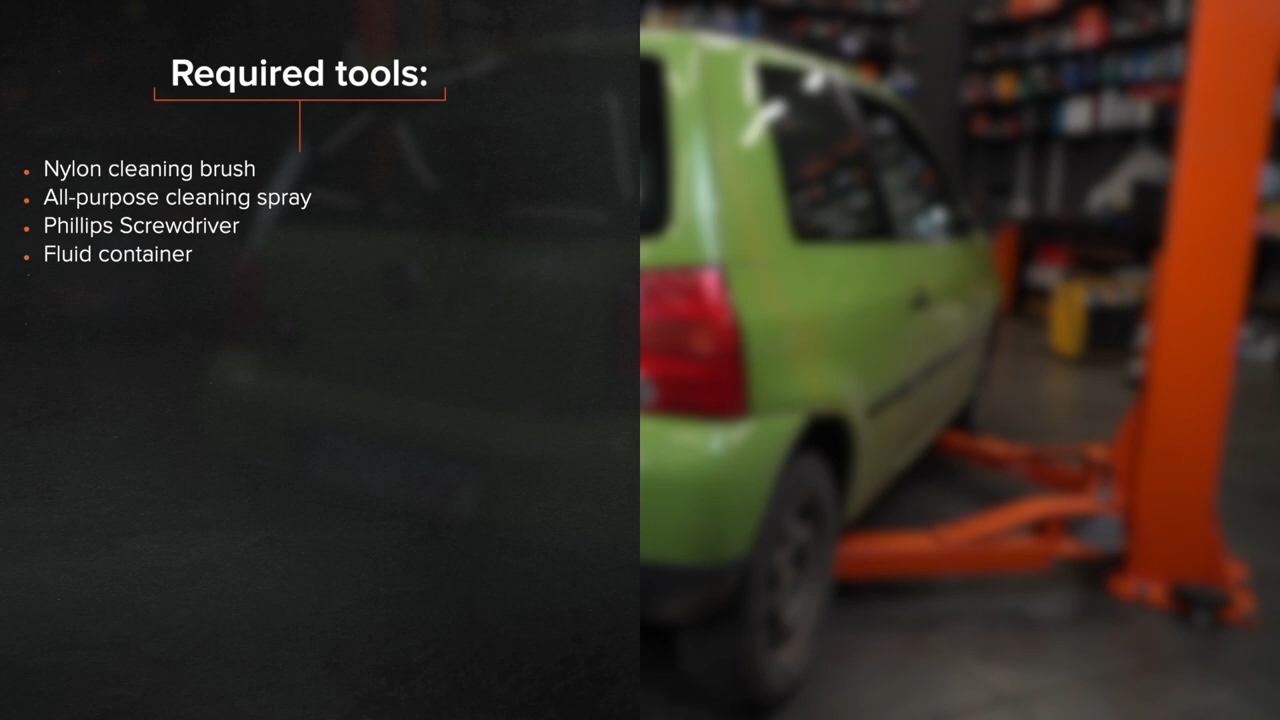 Required tools:
Nylon cleaning brush
All-purpose cleaning spray
Phillips Screwdriver
Fluid container